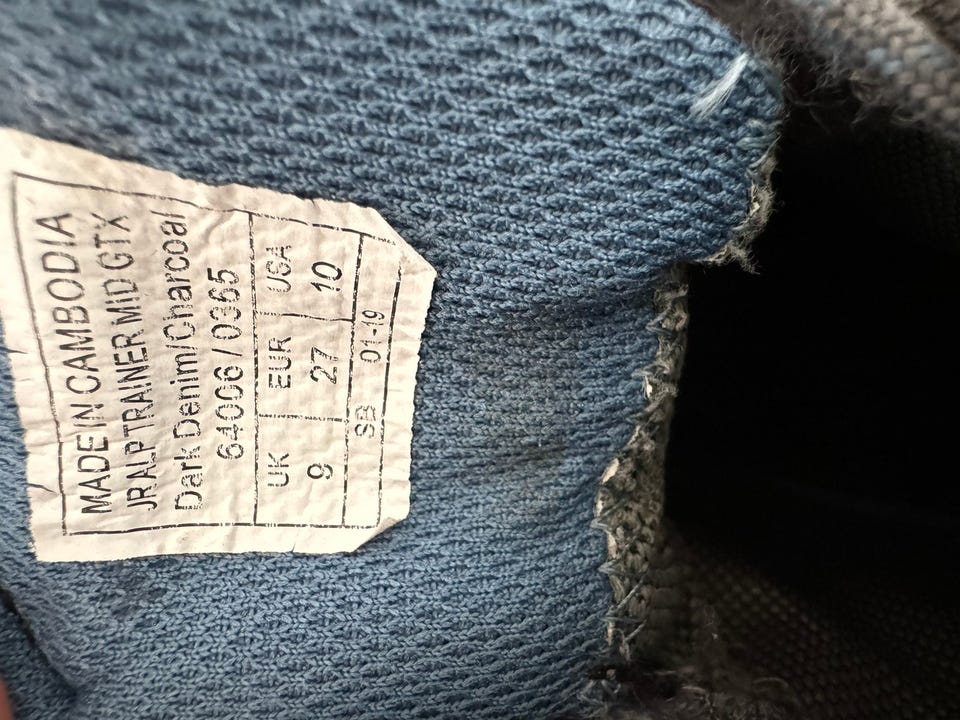 MADE IN CAMBODIA
JR ALP TRAINER MID GTX
Dark Denim/Charcoal
64006 / 0365
UK EUR USA
9 27 10
SB 01-19